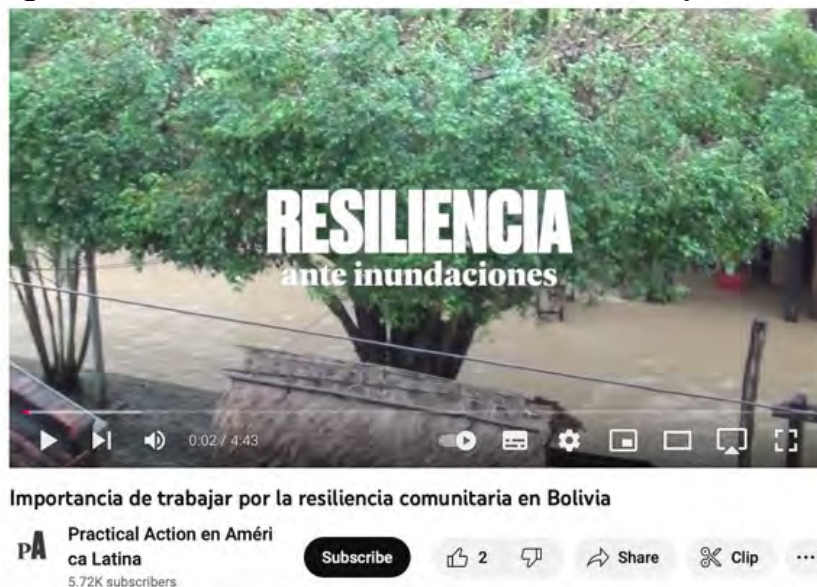 RESILIENCIA
ante inundaciones
0:02 / 4:43
Importancia de trabajar por la resiliencia comunitaria en Bolivia
PA
Practical Action en Améri
ca Latina
5.72K subscribers
Subscribe
2
Share
Clip